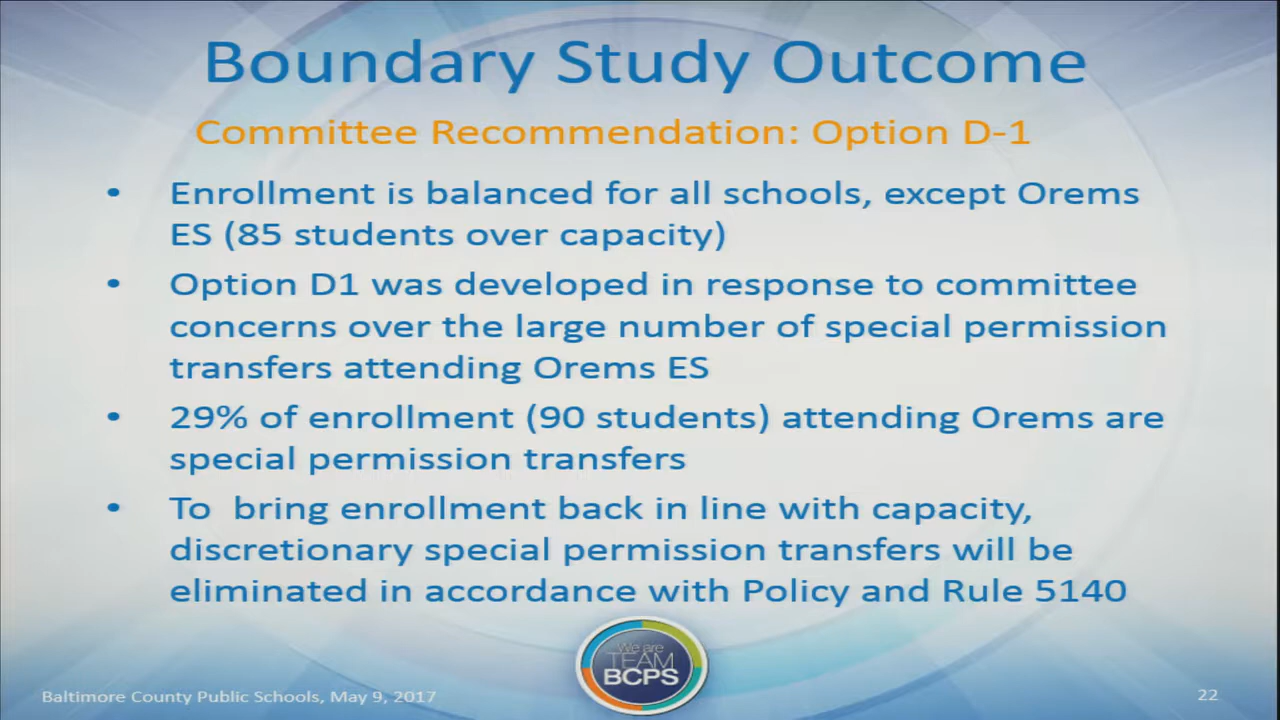 Boundary Study Outcome
Committee Recommendation: Option D-1
• Enrollment is balanced for all schools, except Orems
ES (85 students over capacity)
• Option D1 was developed in response to committee
concerns over the large number of special permission
transfers attending Orems ES
• 29% of enrollment (90 students) attending Orems are
special permission transfers
• To  bring enrollment back in line with capacity,
discretionary special permission transfers will be
eliminated in accordance with Policy and Rule 5140
We are
TEAM
BCPS
Baltimore County Public Schools, May 9, 2017
22